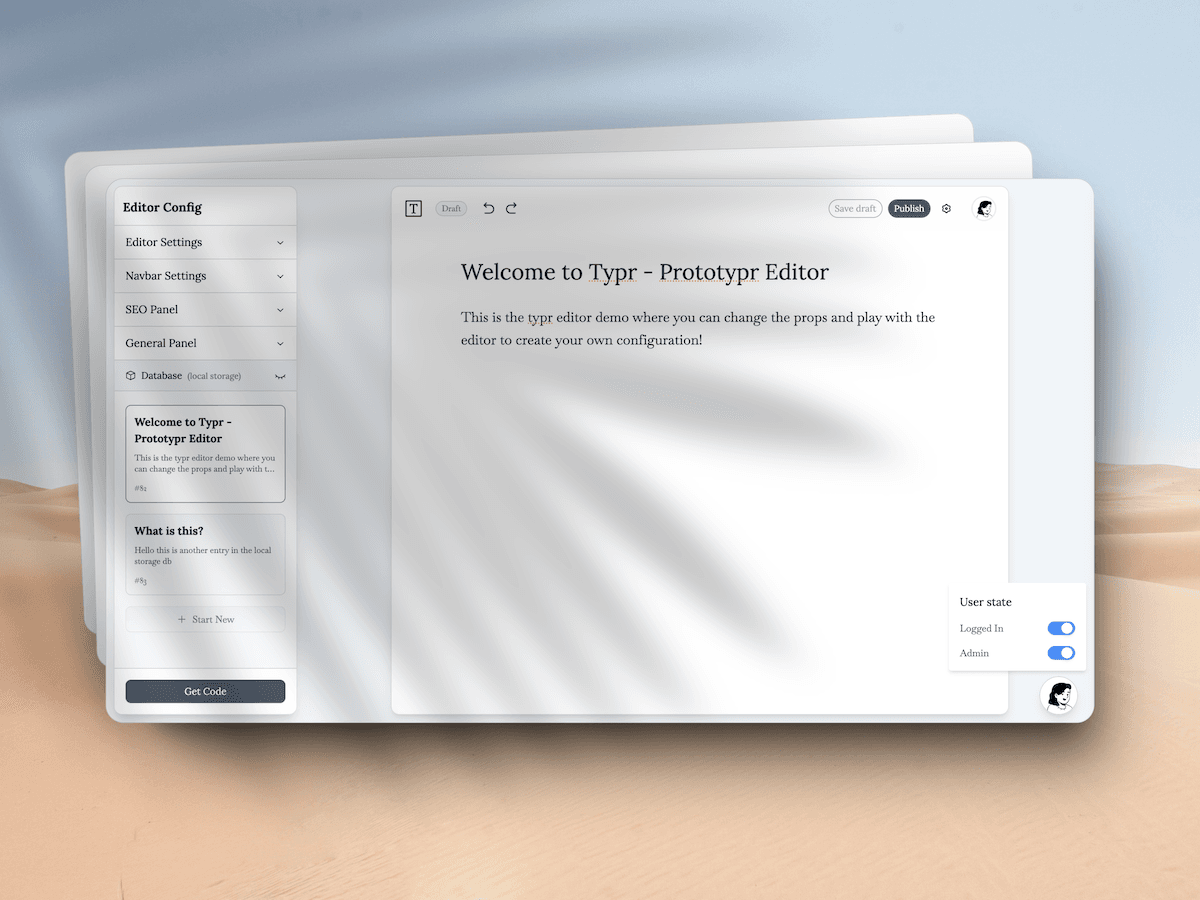 Editor Config
Editor Settings
Navbar Settings
SEO Panel
General Panel
Database (local storage)
Welcome to Typr -
Prototypr Editor
This is the typr editor demo where you
can change the props and play with t...
#82
What is this?
Hello this is another entry in the local
storage db
#83
+ Start New
Get Code
T
Draft
Save draft
Publish
Welcome to Typr - Prototypr Editor
This is the typr editor demo where you can change the props and play with the
editor to create your own configuration!
User state
Logged In
Admin